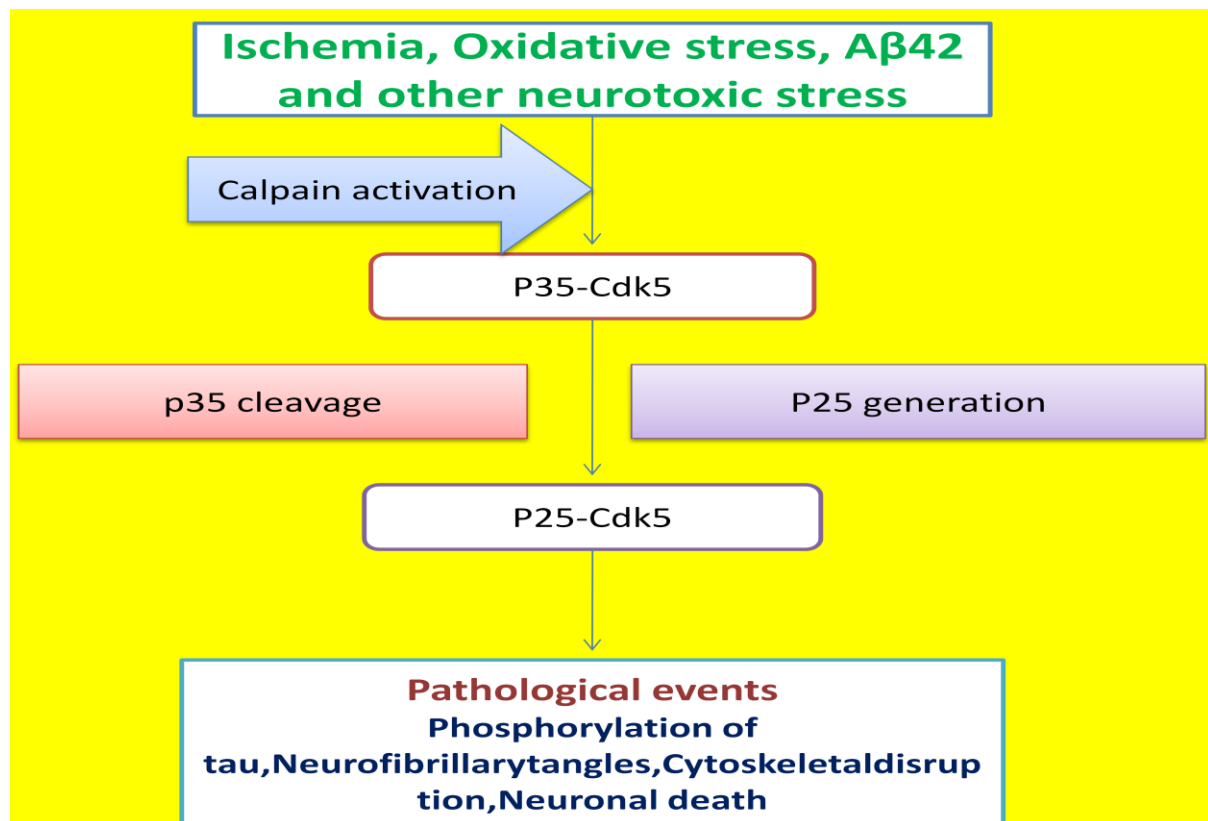 Ischemia, Oxidative stress, Aβ42
and other neurotoxic stress
Calpain activation
P35-Cdk5
p35 cleavage
P25 generation
P25-Cdk5
Pathological events
Phosphorylation of
tau,Neurofibrillarytangles,Cytoskeletaldisrup
tion,Neuronal death